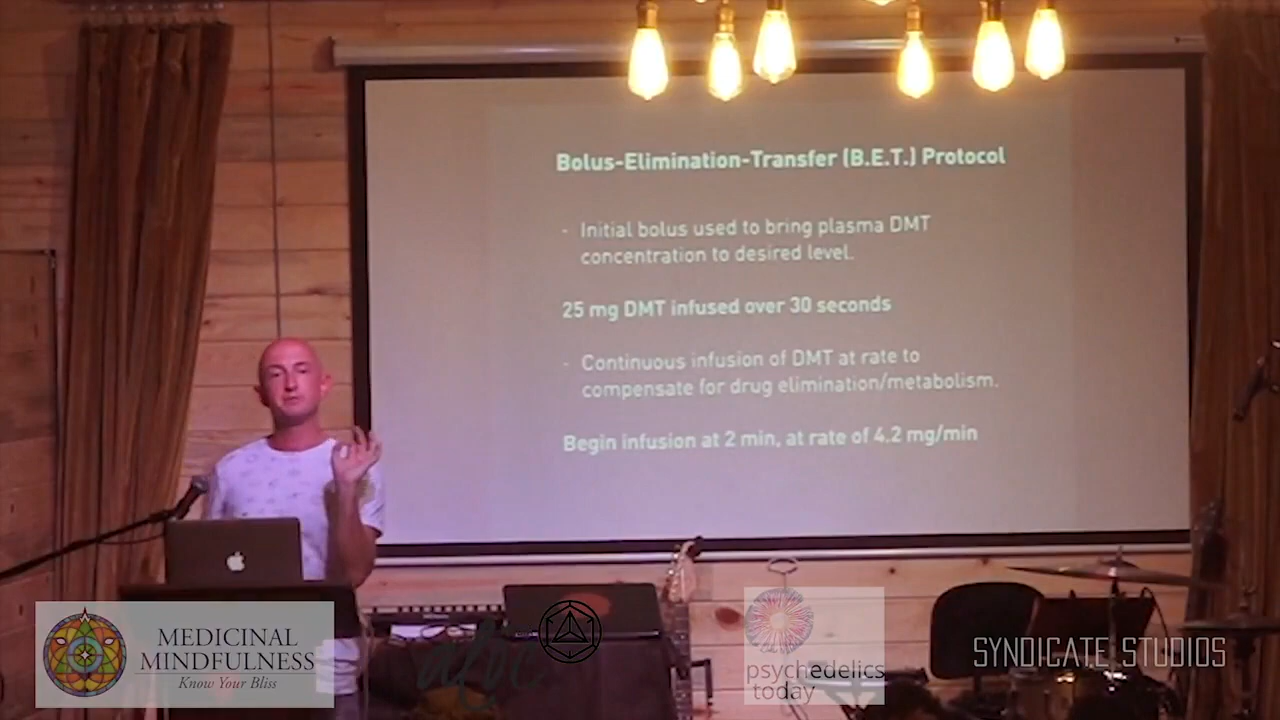 Bolus-Elimination-Transfer (B.E.T.) Protocol
- Initial bolus used to bring plasma DMT
concentration to desired level.
25 mg DMT infused over 30 seconds
- Continuous infusion of DMT at rate to
compensate for drug elimination/metabolism.
Begin infusion at 2 min, at rate of 4.2 mg/min
MEDICINAL
MINDFULNESS
Know Your Bliss
psychedelics
today
SYNDICATE STUDIOS